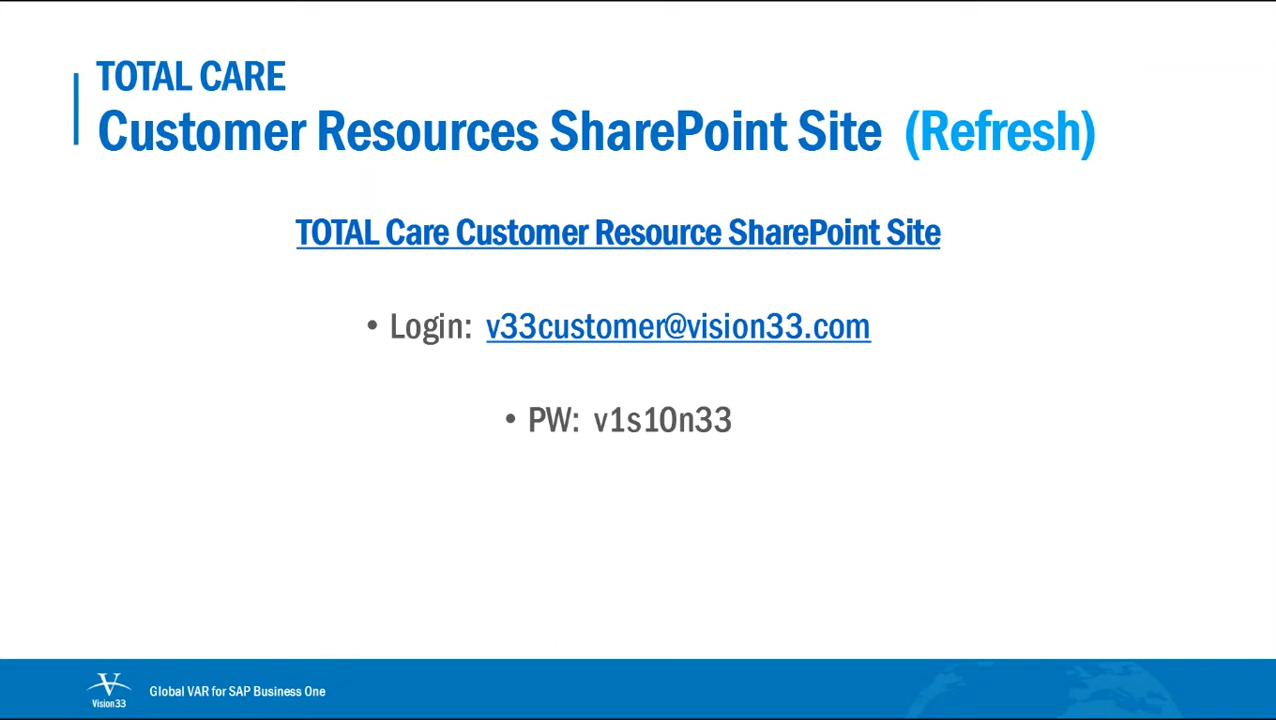 TOTAL CARE
Customer Resources SharePoint Site (Refresh)
TOTAL Care Customer Resource SharePoint Site
• Login: v33customer@vision33.com
• PW: v1s10n33
Vision33
Global VAR for SAP Business One